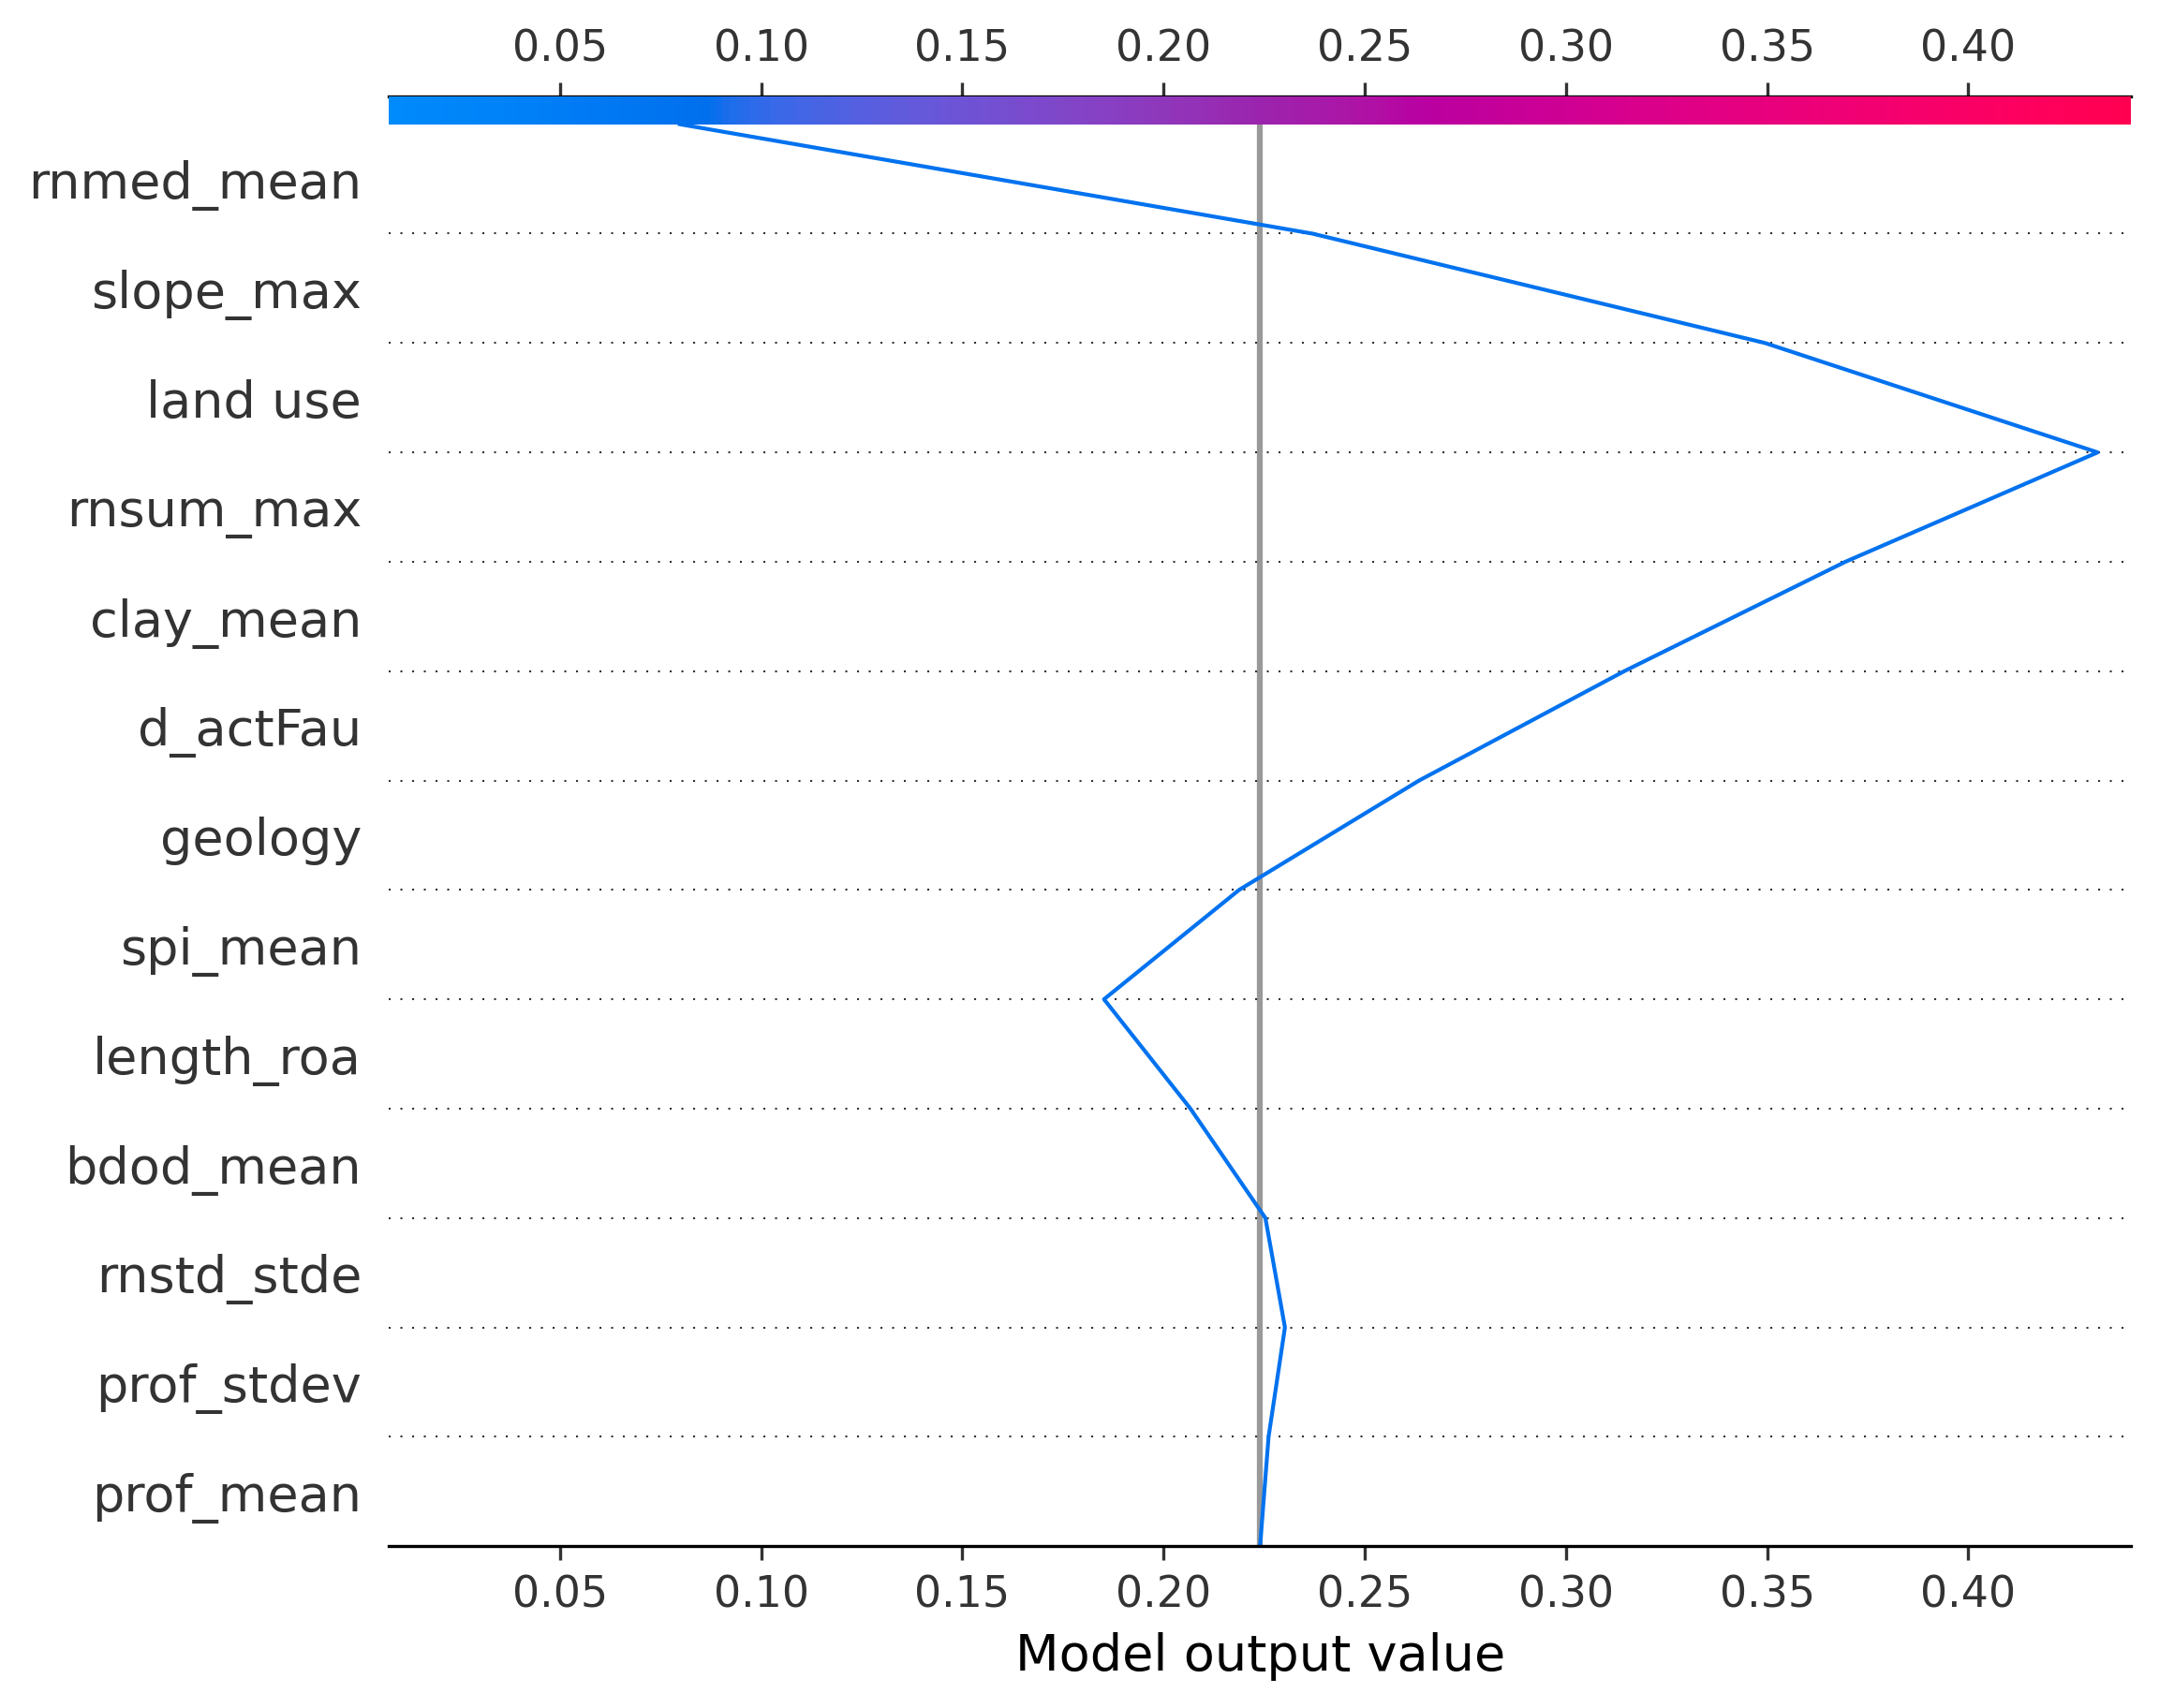 0.05 0.10 0.15 0.20 0.25 0.30 0.35 0.40
rnmed_mean
slope_max
land use
rnsum_max
clay_mean
d_actFau
geology
spi_mean
length_roa
bdod_mean
rnstd_stde
prof_stdev
prof_mean
0.05 0.10 0.15 0.20 0.25 0.30 0.35 0.40
Model output value